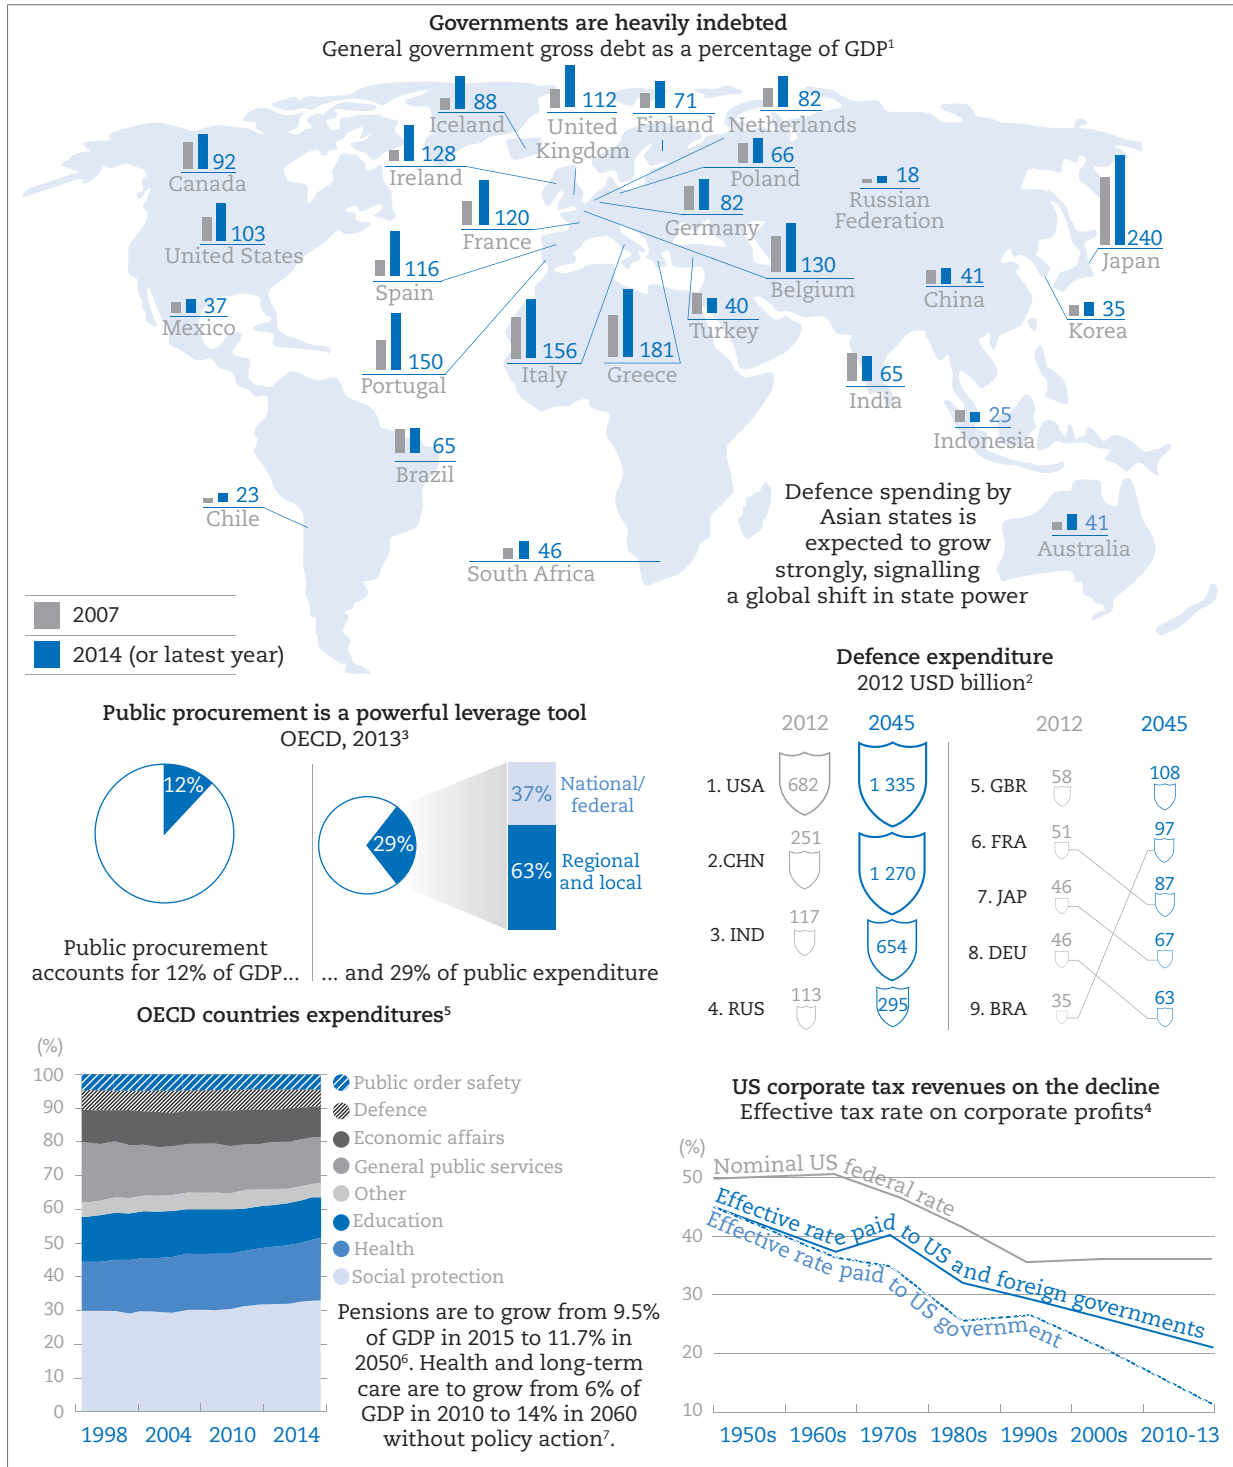 Governments are heavily indebted
General government gross debt as a percentage of GDP¹
88
Iceland
112
United
Kingdom
71
Finland
82
Netherlands
92
Canada
128
Ireland
66
Poland
18
Russian
Federation
240
Japan
103
United States
120
France
82
Germany
116
Spain
130
Belgium
41
China
37
Mexico
40
Turkey
35
Korea
150
Portugal
156
Italy
181
Greece
65
India
25
Indonesia
65
Brazil
23
Chile
46
South Africa
41
Australia
Defence spending by
Asian states is
expected to grow
strongly, signalling
a global shift in state power
2007
2014 (or latest year)
Public procurement is a powerful leverage tool
OECD, 2013³
12%
29%
37%
63%
National/
federal
Regional
and local
Public procurement
accounts for 12% of GDP...
... and 29% of public expenditure
Defence expenditure
2012 USD billion²
2012 2045
1. USA 682 1 335
2.CHN 251 1 270
3. IND 117 654
4. RUS 113 295
2012 2045
5. GBR 58 108
6. FRA 51 97
7. JAP 46 87
8. DEU 46 67
9. BRA 35 63
OECD countries expenditures⁵
(%)
100
90
80
70
60
50
40
30
20
10
0
1998 2004 2010 2014
Public order safety
Defence
Economic affairs
General public services
Other
Education
Health
Social protection
Pensions are to grow from 9.5%
of GDP in 2015 to 11.7% in
2050⁶. Health and long-term
care are to grow from 6% of
GDP in 2010 to 14% in 2060
without policy action⁷.
US corporate tax revenues on the decline
Effective tax rate on corporate profits⁴
(%)
50
40
30
20
10
Nominal US federal rate
Effective rate paid to US and foreign governments
Effective rate paid to US government
1950s 1960s 1970s 1980s 1990s 2000s 2010-13